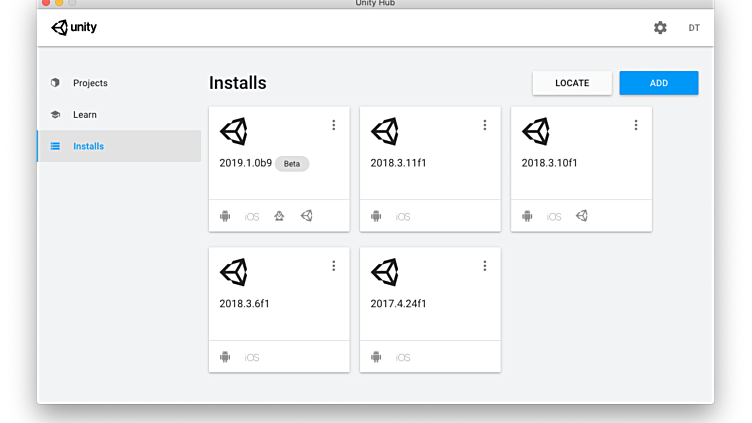 Unity Hub
unity
DT
Projects
Learn
Installs
Installs
LOCATE
ADD
2019.1.0b9 Beta
iOS
2018.3.11f1
iOS
2018.3.10f1
iOS
2018.3.6f1
iOS
2017.4.24f1
iOS